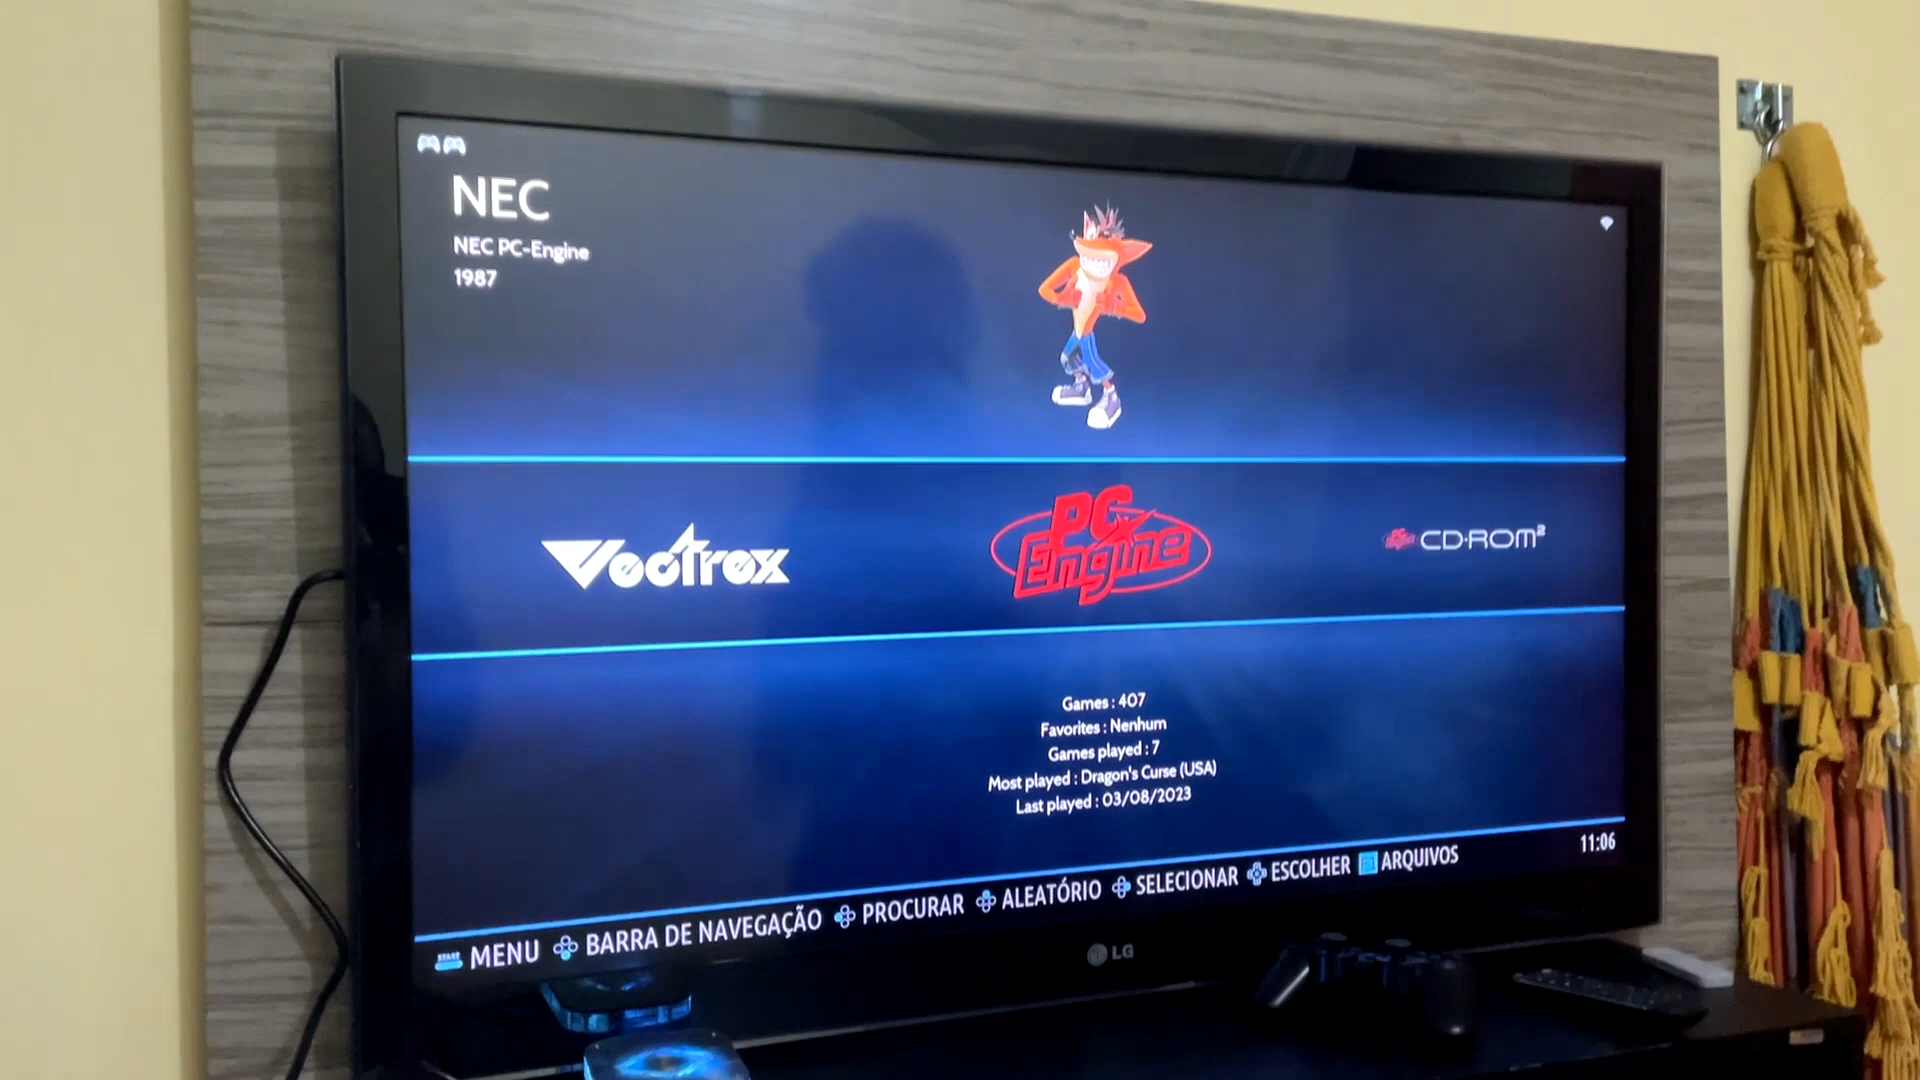 NEC
NEC PC-Engine
1987
Vectrex
PC Engine
CD-ROM²
Games : 407
Favorites : Nenhum
Games played : 7
Most played : Dragon's Curse (USA)
Last played : 03/08/2023
11:06
START MENU BARRA DE NAVEGAÇÃO PROCURAR ALEATÓRIO SELECIONAR ESCOLHER F1 ARQUIVOS
LG